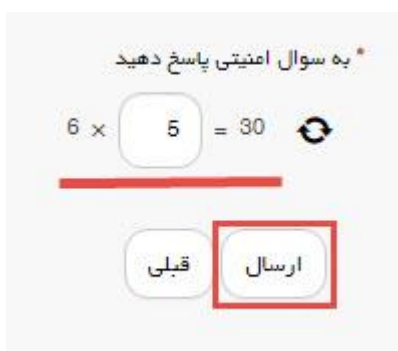 * به سوال امنیتی پاسخ دهید
6 × 5 = 30
ارسال قبلی